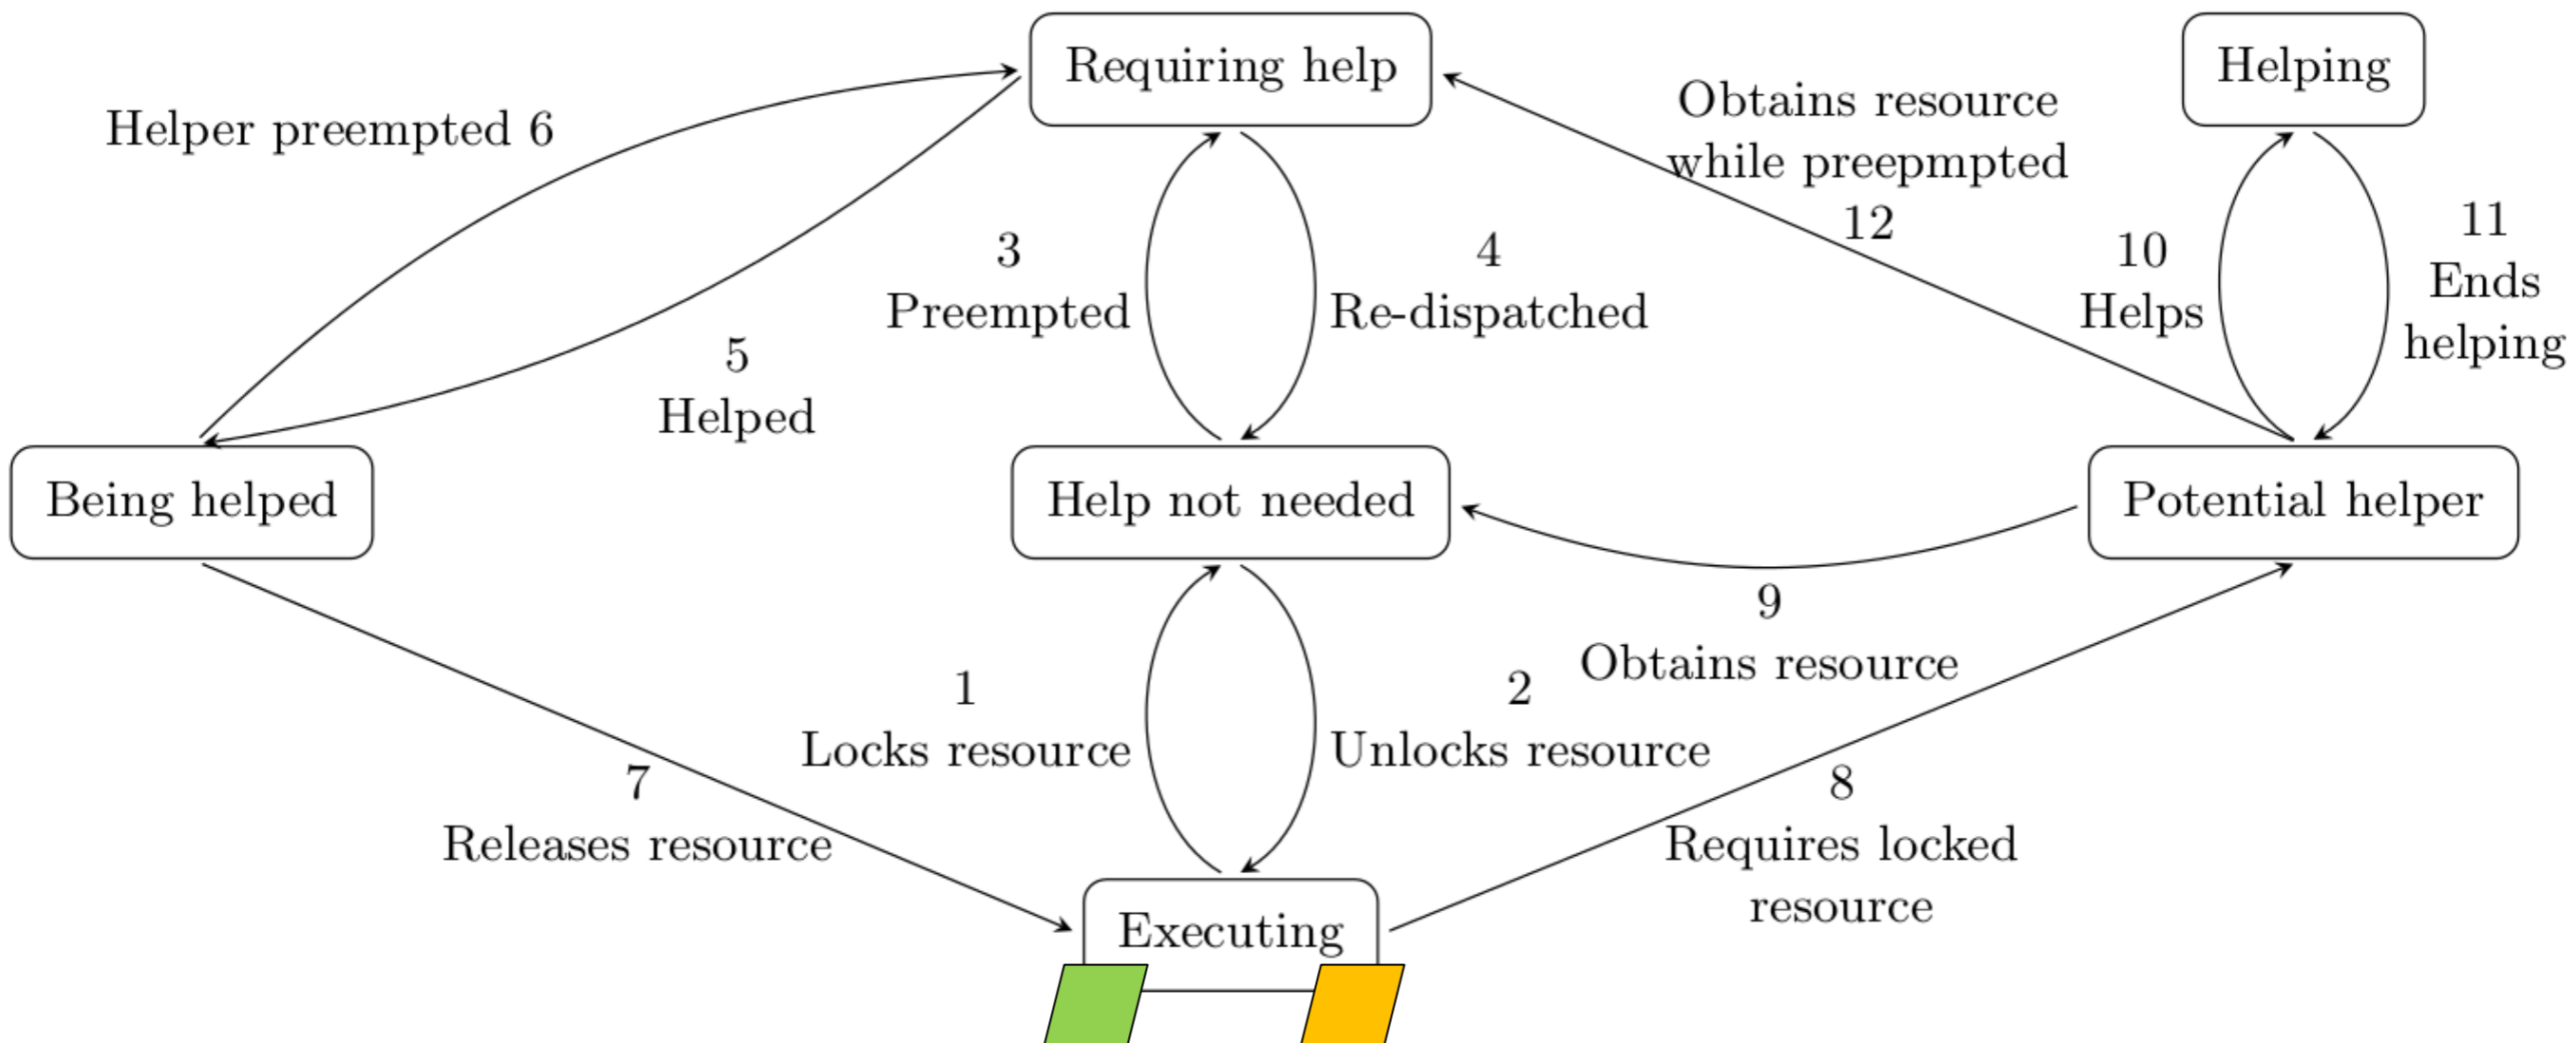 Requiring help
Helping
Helper preempted 6
Obtains resource
while preepmpted
12
3
Preempted
4
Re-dispatched
10
Helps
11
Ends
helping
5
Helped
Being helped
Help not needed
Potential helper
9
Obtains resource
1
Locks resource
2
Unlocks resource
7
Releases resource
8
Requires locked
resource
Executing